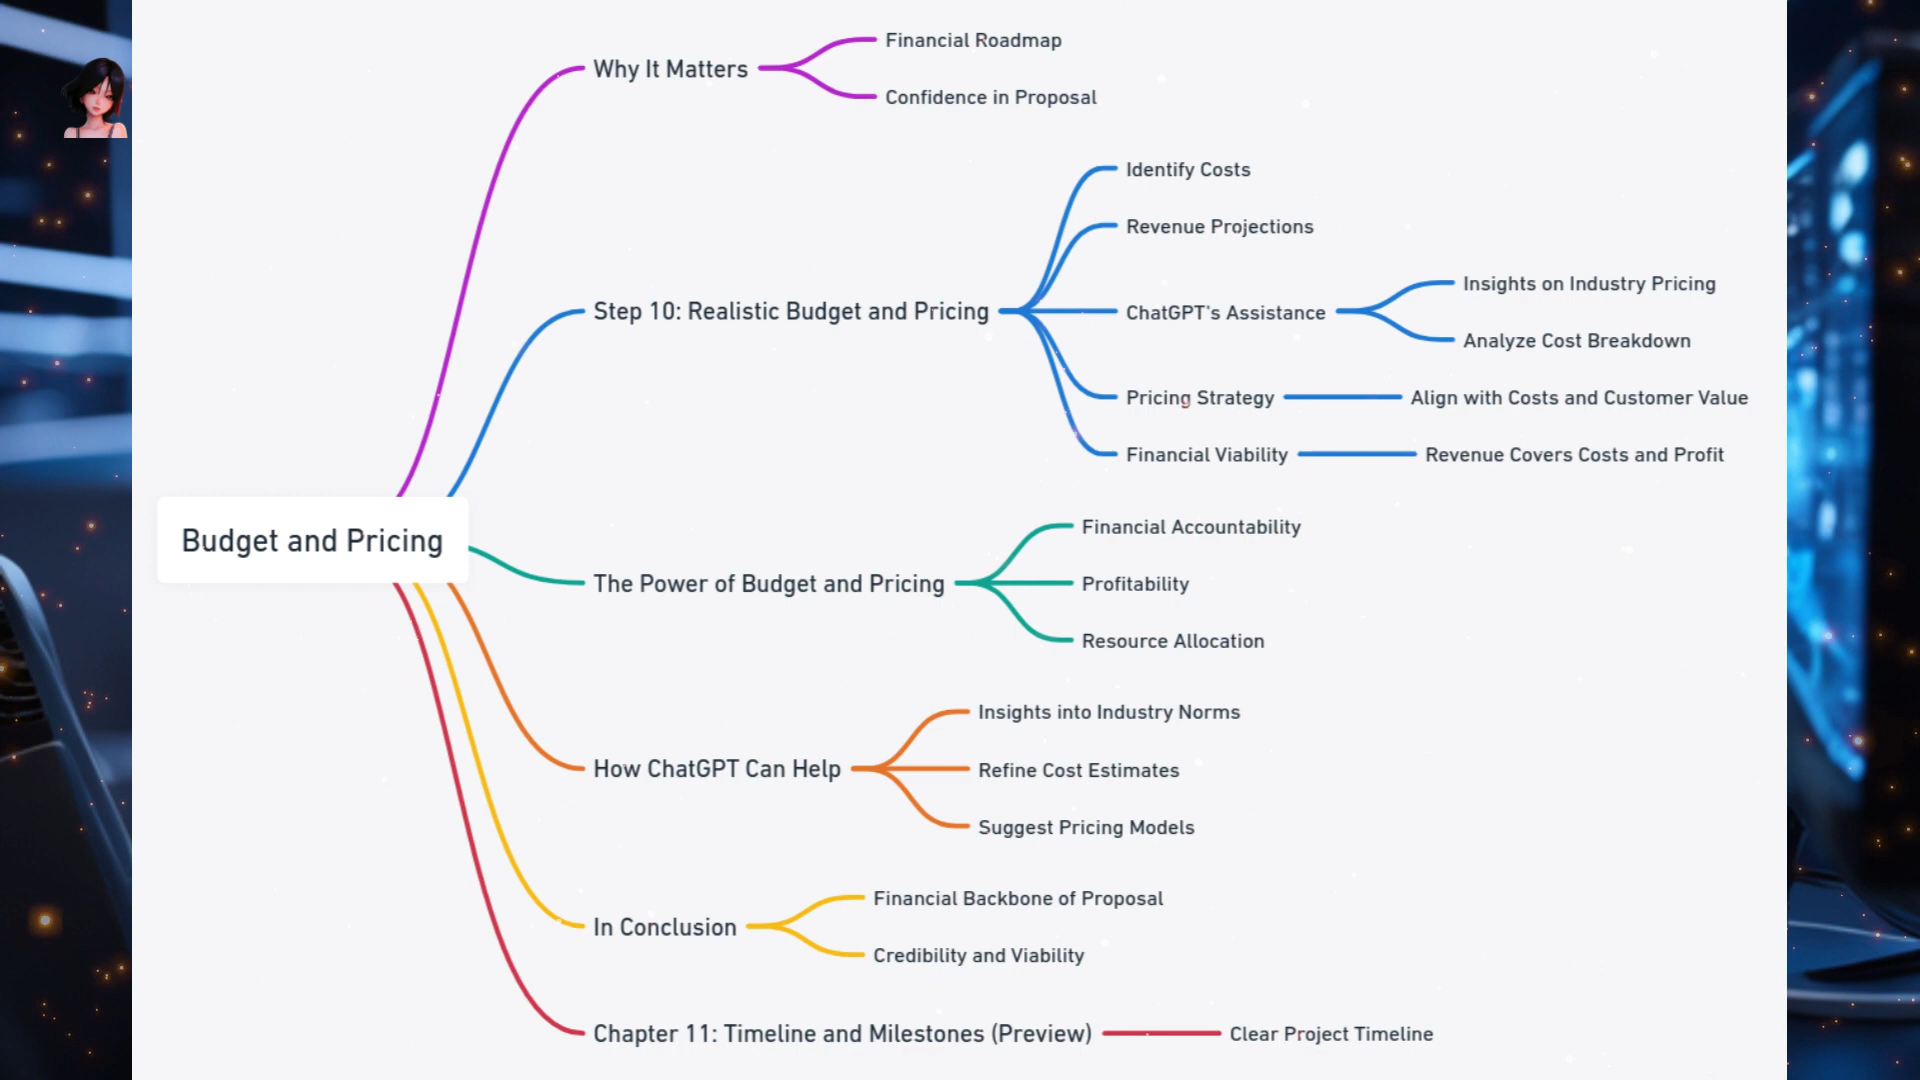 Budget and Pricing
Why It Matters
Financial Roadmap
Confidence in Proposal
Step 10: Realistic Budget and Pricing
Identify Costs
Revenue Projections
ChatGPT's Assistance
Insights on Industry Pricing
Analyze Cost Breakdown
Pricing Strategy
Align with Costs and Customer Value
Financial Viability
Revenue Covers Costs and Profit
The Power of Budget and Pricing
Financial Accountability
Profitability
Resource Allocation
How ChatGPT Can Help
Insights into Industry Norms
Refine Cost Estimates
Suggest Pricing Models
In Conclusion
Financial Backbone of Proposal
Credibility and Viability
Chapter 11: Timeline and Milestones (Preview)
Clear Project Timeline